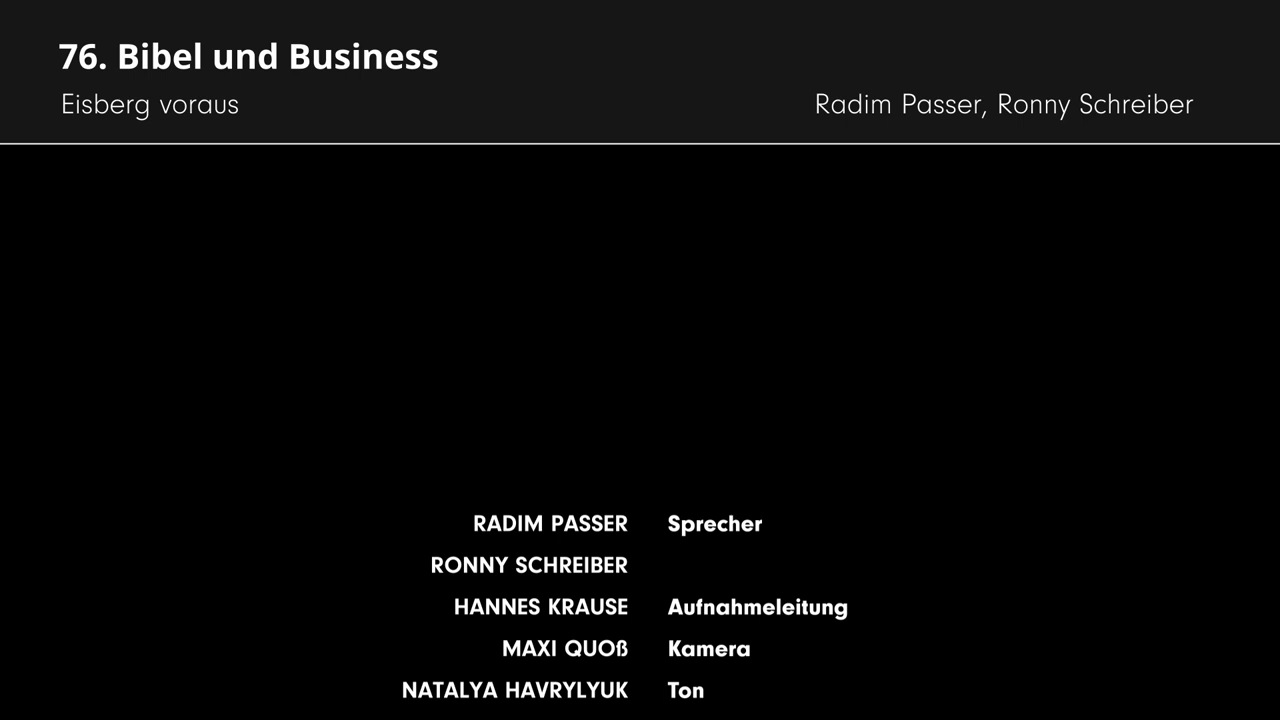 76. Bibel und Business
Eisberg voraus
Radim Passer, Ronny Schreiber
RADIM PASSER Sprecher
RONNY SCHREIBER
HANNES KRAUSE Aufnahmeleitung
MAXI QUOß Kamera
NATALYA HAVRYLYUK Ton